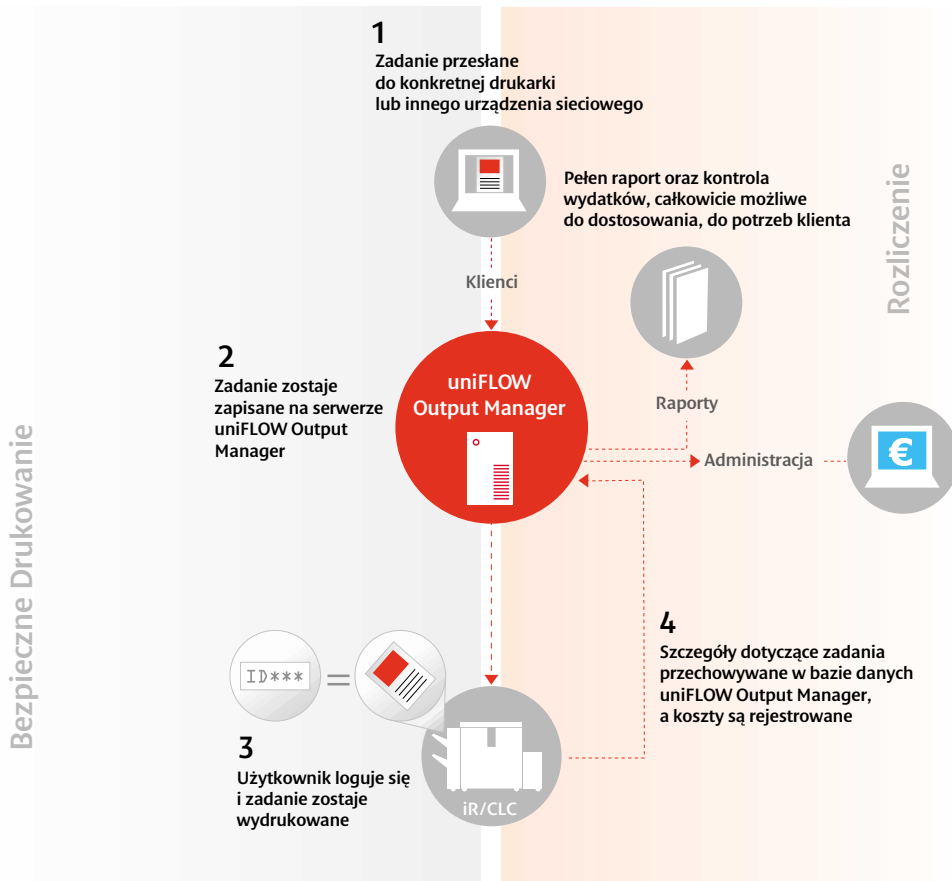 1
Zadanie przesłane
do konkretnej drukarki
lub innego urządzenia sieciowego
Pełen raport oraz kontrola
wydatków, całkowicie możliwe
do dostosowania, do potrzeb klienta
Rozliczenie
Klienci
2
Zadanie zostaje
zapisane na serwerze
uniFLOW Output
Manager
uniFLOW
Output Manager
Raporty
Administracja
€
Bezpieczne Drukowanie
4
Szczegóły dotyczące zadania
przechowywane w bazie danych
uniFLOW Output Manager,
a koszty są rejestrowane
ID***
=
3
Użytkownik loguje się
i zadanie zostaje
wydrukowane
iR/CLC